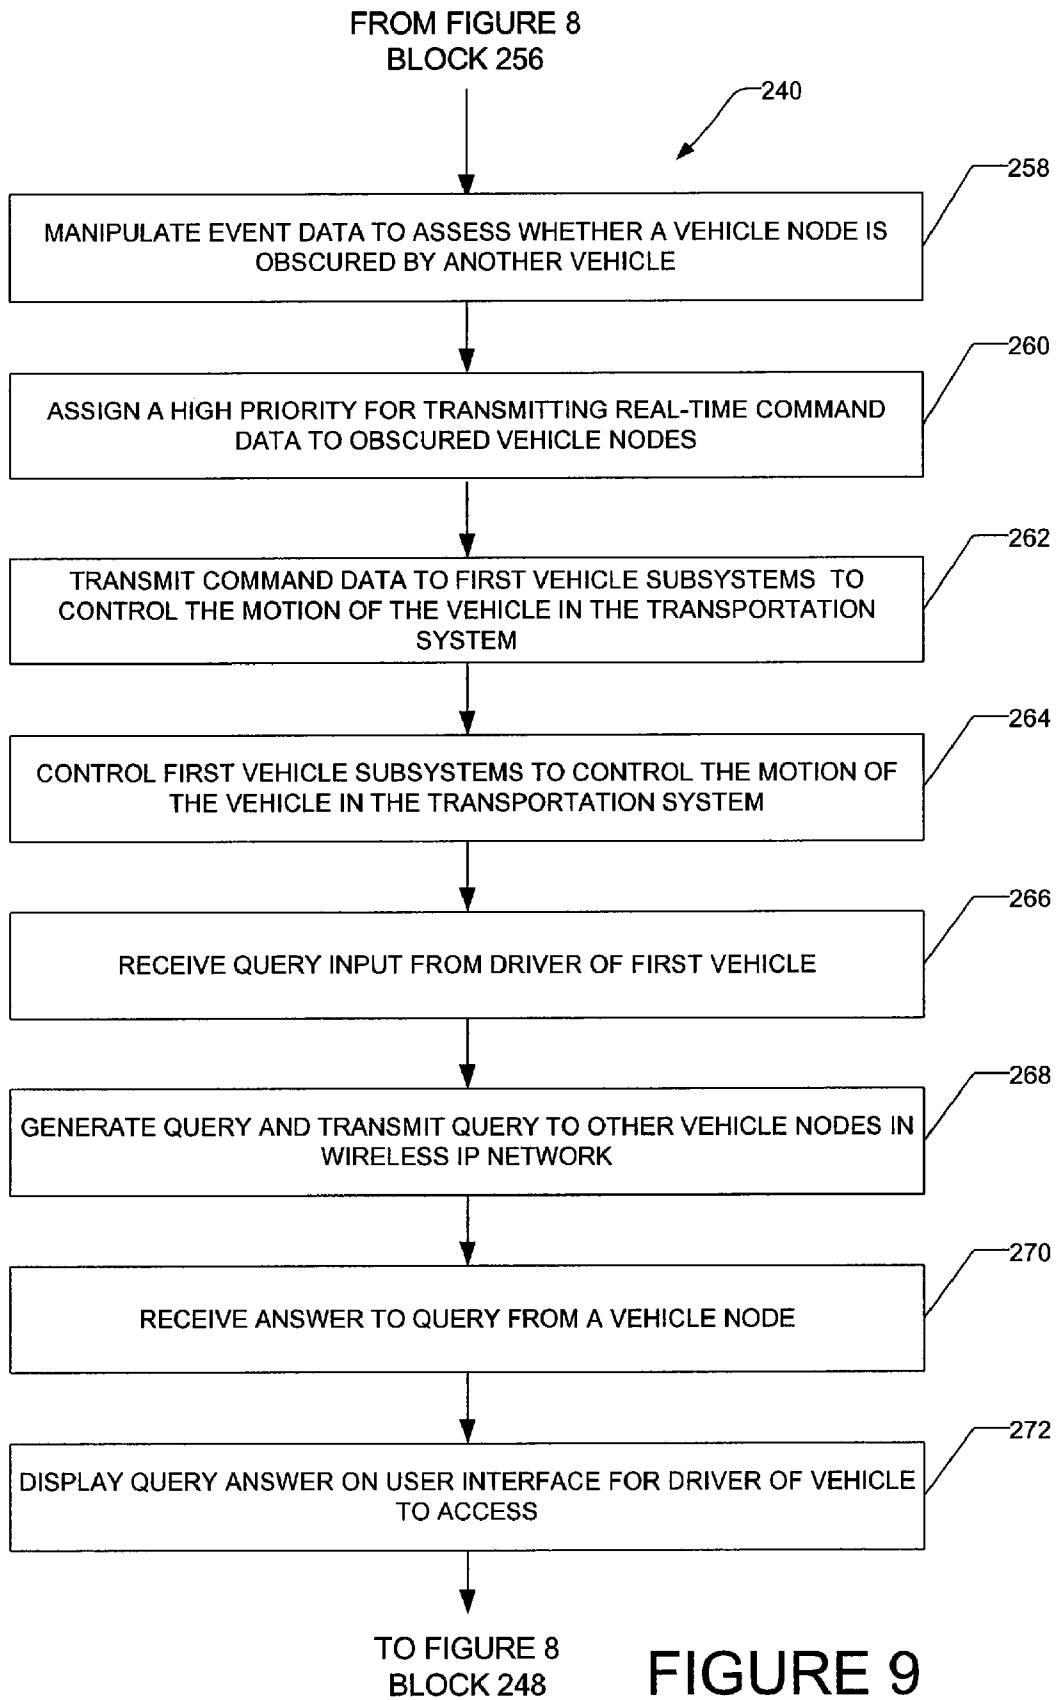 FROM FIGURE 8
BLOCK 256
240
258
MANIPULATE EVENT DATA TO ASSESS WHETHER A VEHICLE NODE IS
OBSCURED BY ANOTHER VEHICLE
260
ASSIGN A HIGH PRIORITY FOR TRANSMITTING REAL-TIME COMMAND
DATA TO OBSCURED VEHICLE NODES
262
TRANSMIT COMMAND DATA TO FIRST VEHICLE SUBSYSTEMS TO
CONTROL THE MOTION OF THE VEHICLE IN THE TRANSPORTATION
SYSTEM
264
CONTROL FIRST VEHICLE SUBSYSTEMS TO CONTROL THE MOTION OF
THE VEHICLE IN THE TRANSPORTATION SYSTEM
266
RECEIVE QUERY INPUT FROM DRIVER OF FIRST VEHICLE
268
GENERATE QUERY AND TRANSMIT QUERY TO OTHER VEHICLE NODES IN
WIRELESS IP NETWORK
270
RECEIVE ANSWER TO QUERY FROM A VEHICLE NODE
272
DISPLAY QUERY ANSWER ON USER INTERFACE FOR DRIVER OF VEHICLE
TO ACCESS
TO FIGURE 8
BLOCK 248
FIGURE 9